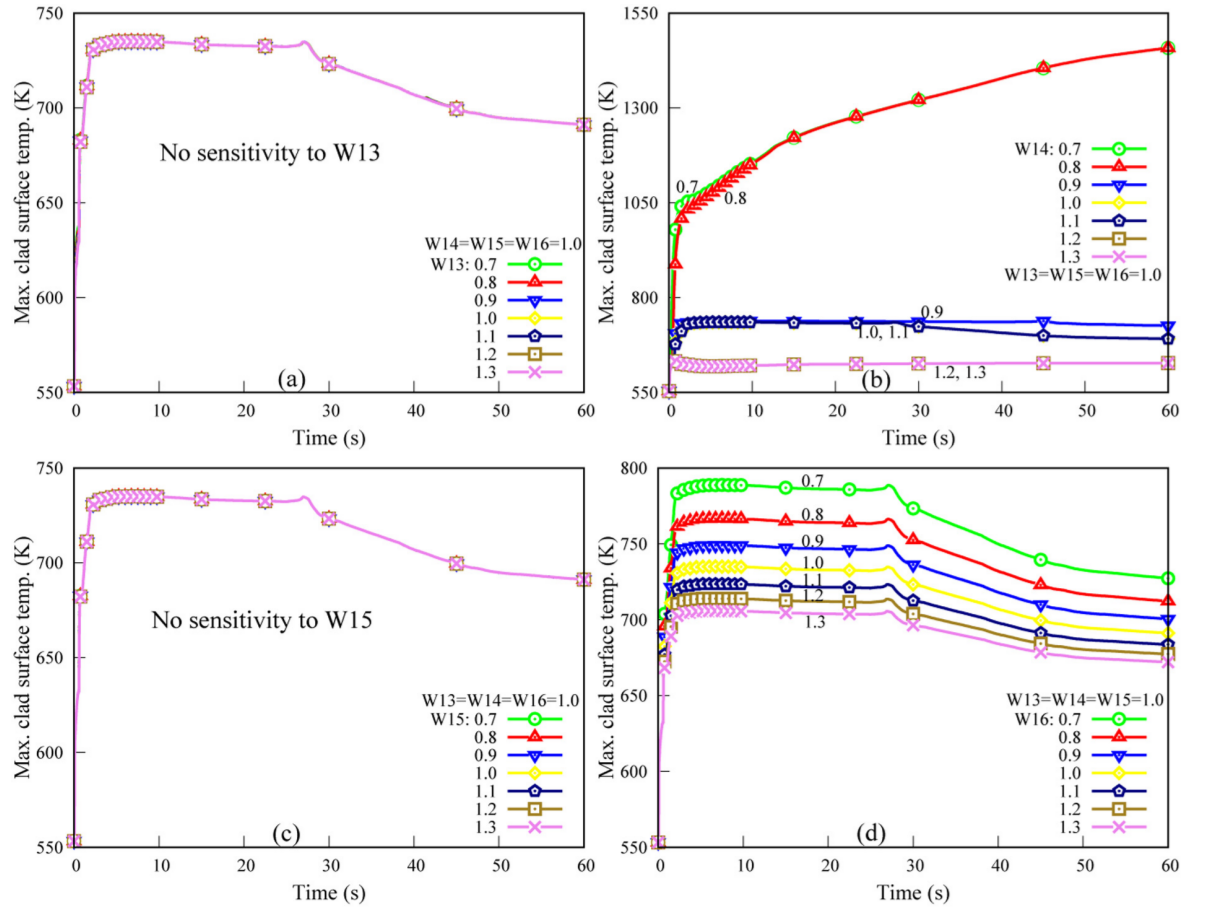 750
700
650
600
550
Max. clad surface temp. (K)
No sensitivity to W13
W14=W15=W16=1.0
W13: 0.7
0.8
0.9
1.0
1.1
1.2
1.3
(a)
0 10 20 30 40 50 60
Time (s)
1550
1300
1050
800
550
Max. clad surface temp. (K)
0.7
0.8
W14: 0.7
0.8
0.9
1.0
1.1
1.2
1.3
W13=W15=W16=1.0
0.9
1.0, 1.1
1.2, 1.3
(b)
0 10 20 30 40 50 60
Time (s)
750
700
650
600
550
Max. clad surface temp. (K)
No sensitivity to W15
W13=W14=W16=1.0
W15: 0.7
0.8
0.9
1.0
1.1
1.2
1.3
(c)
0 10 20 30 40 50 60
Time (s)
800
750
700
650
600
550
Max. clad surface temp. (K)
0.7
0.8
0.9
1.0
1.1
1.2
1.3
W13=W14=W15=1.0
W16: 0.7
0.8
0.9
1.0
1.1
1.2
1.3
(d)
0 10 20 30 40 50 60
Time (s)